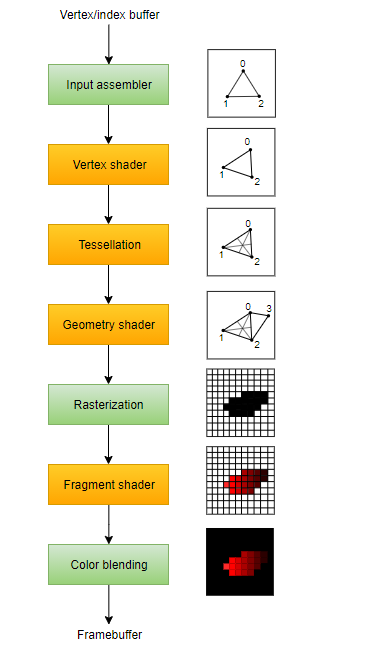 Vertex/index buffer
Input assembler
0
1 2
Vertex shader
0
1
2
Tessellation
0
1
2
Geometry shader
0 3
1
2
Rasterization
Fragment shader
Color blending
Framebuffer